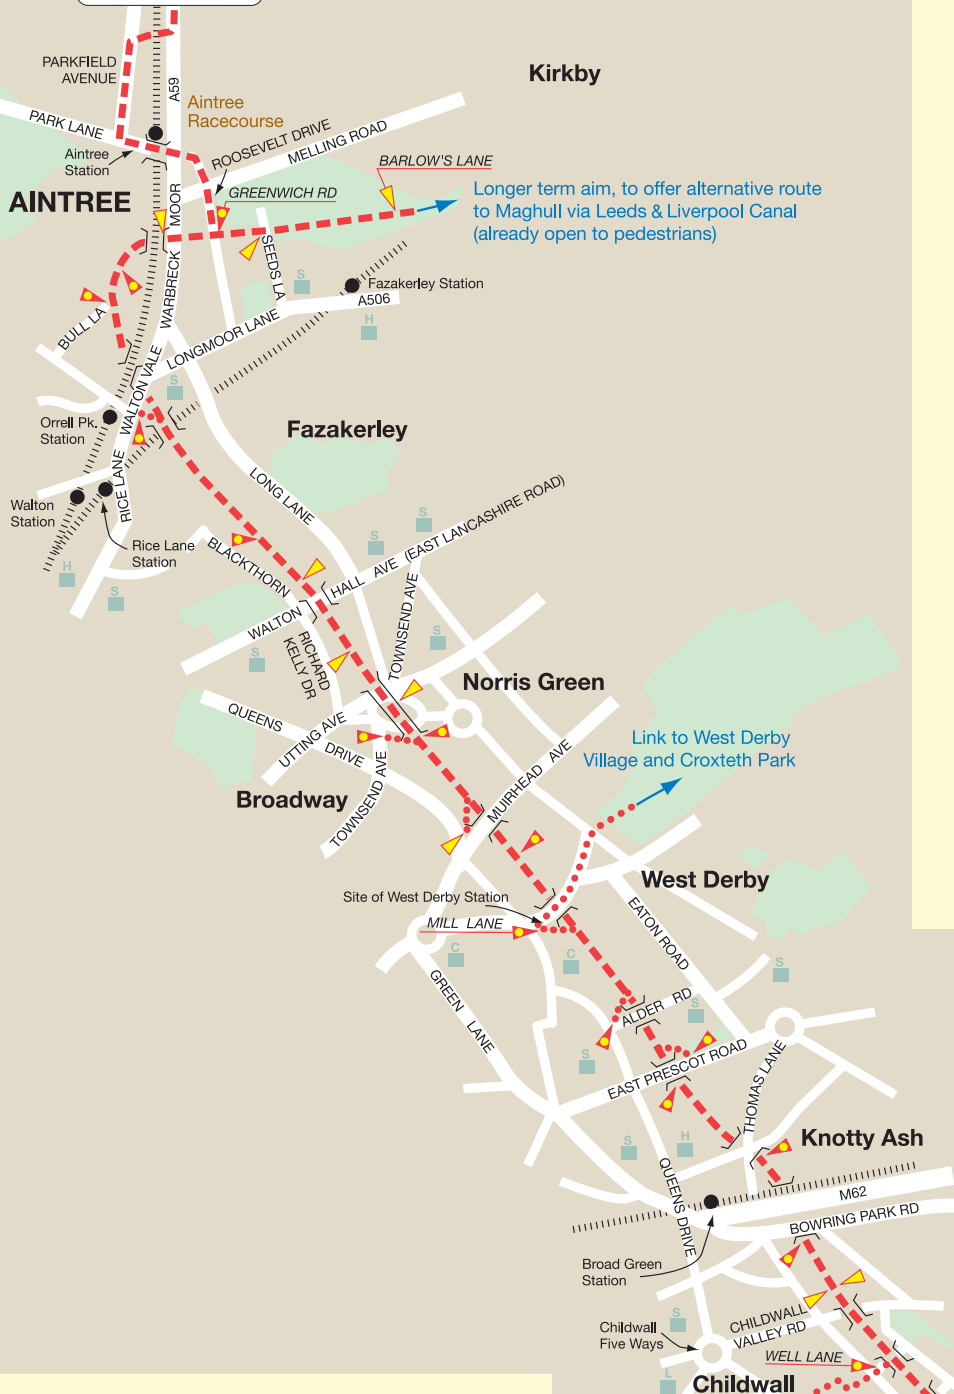 PARKFIELD
AVENUE
A59
Kirkby
Aintree
Racecourse
PARK LANE
ROOSEVELT DRIVE
MELLING ROAD
Aintree
Station
BARLOW'S LANE
AINTREE
GREENWICH RD
WARBRECK MOOR
Longer term aim, to offer alternative route
to Maghull via Leeds & Liverpool Canal
(already open to pedestrians)
SEEDS LA
S
Fazakerley Station
A506
H
BULL LA
LONGMOOR LANE
WALTON VALE
S
Orrell Pk.
Station
Fazakerley
RICE LANE
LONG LANE
Walton
Station
Rice Lane
Station
H
S
BLACKTHORN
S
S
HALL AVE (EAST LANCASHIRE ROAD)
WALTON
TOWNSEND AVE
S
S
RICHARD
KELLY DR
Norris Green
QUEENS
DRIVE
UTTING AVE
Link to West Derby
Village and Croxteth Park
MUIRHEAD AVE
Broadway
TOWNSEND AVE
West Derby
Site of West Derby Station
MILL LANE
EATON ROAD
C
C
S
GREEN LANE
ALDER RD
S
S
EAST PRESCOT ROAD
THOMAS LANE
Knotty Ash
S
H
QUEENS DRIVE
M62
BOWRING PARK RD
Broad Green
Station
S
Childwall
Five Ways
CHILDWALL
VALLEY RD
WELL LANE
L
Childwall